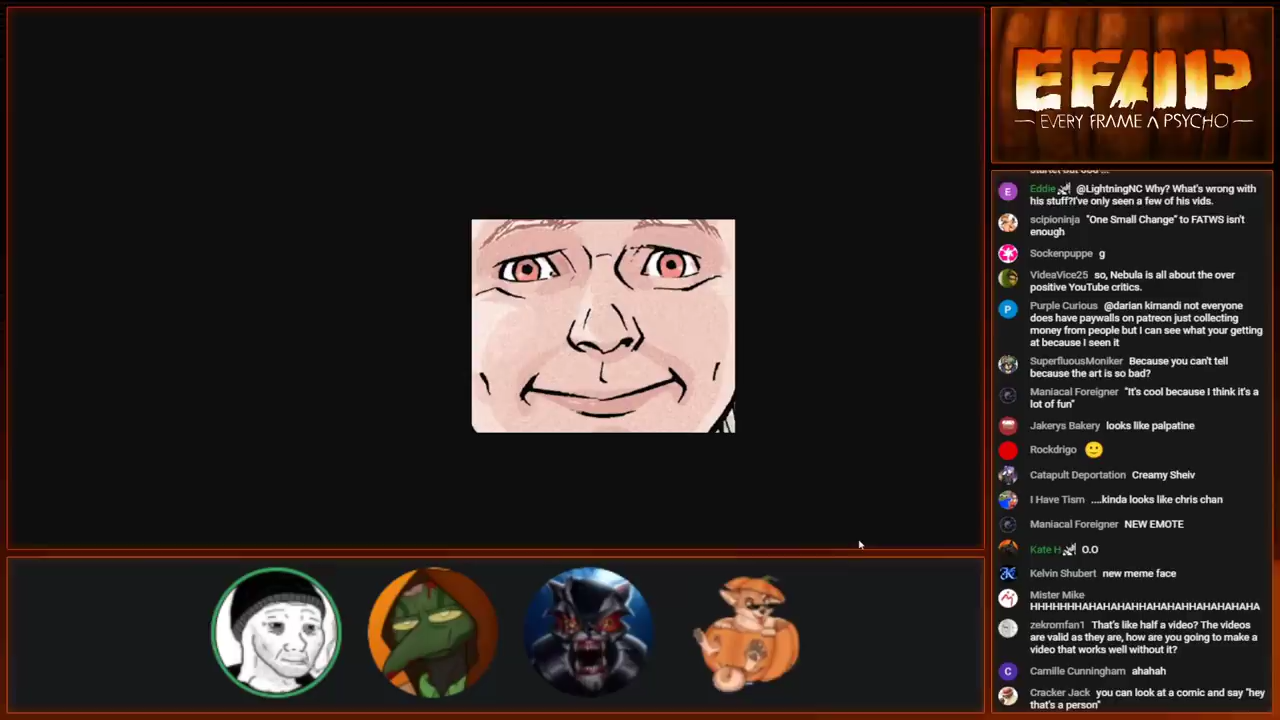 EFAP
EVERY FRAME A PSYCHO
Eddie @LightningNC Why? What's wrong with
his stuff?I've only seen a few of his vids.
scipioninja "One Small Change" to FATWS isn't
enough
Sockenpuppe g
VideaVice25 so, Nebula is all about the over
positive YouTube critics.
Purple Curious @darian kimandi not everyone
does have paywalls on patreon just collecting
money from people but I can see what your getting
at because I seen it
SuperfluousMoniker Because you can't tell
because the art is so bad?
Maniacal Foreigner "It's cool because I think it's a
lot of fun"
Jakerys Bakery looks like palpatine
Rockdrigo 🙂
Catapult Deportation Creamy Sheiv
I Have Tism ....kinda looks like chris chan
Maniacal Foreigner NEW EMOTE
Kate H 0.0
Kelvin Shubert new meme face
Mister Mike
HHHHHHHAHAHAHAHHAHAHAHHAHAHAHAHA
zekromfan1 That's like half a video? The videos
are valid as they are, how are you going to make a
video that works well without it?
Camille Cunningham ahahah
Cracker Jack you can look at a comic and say "hey
that's a person"
E
P
C